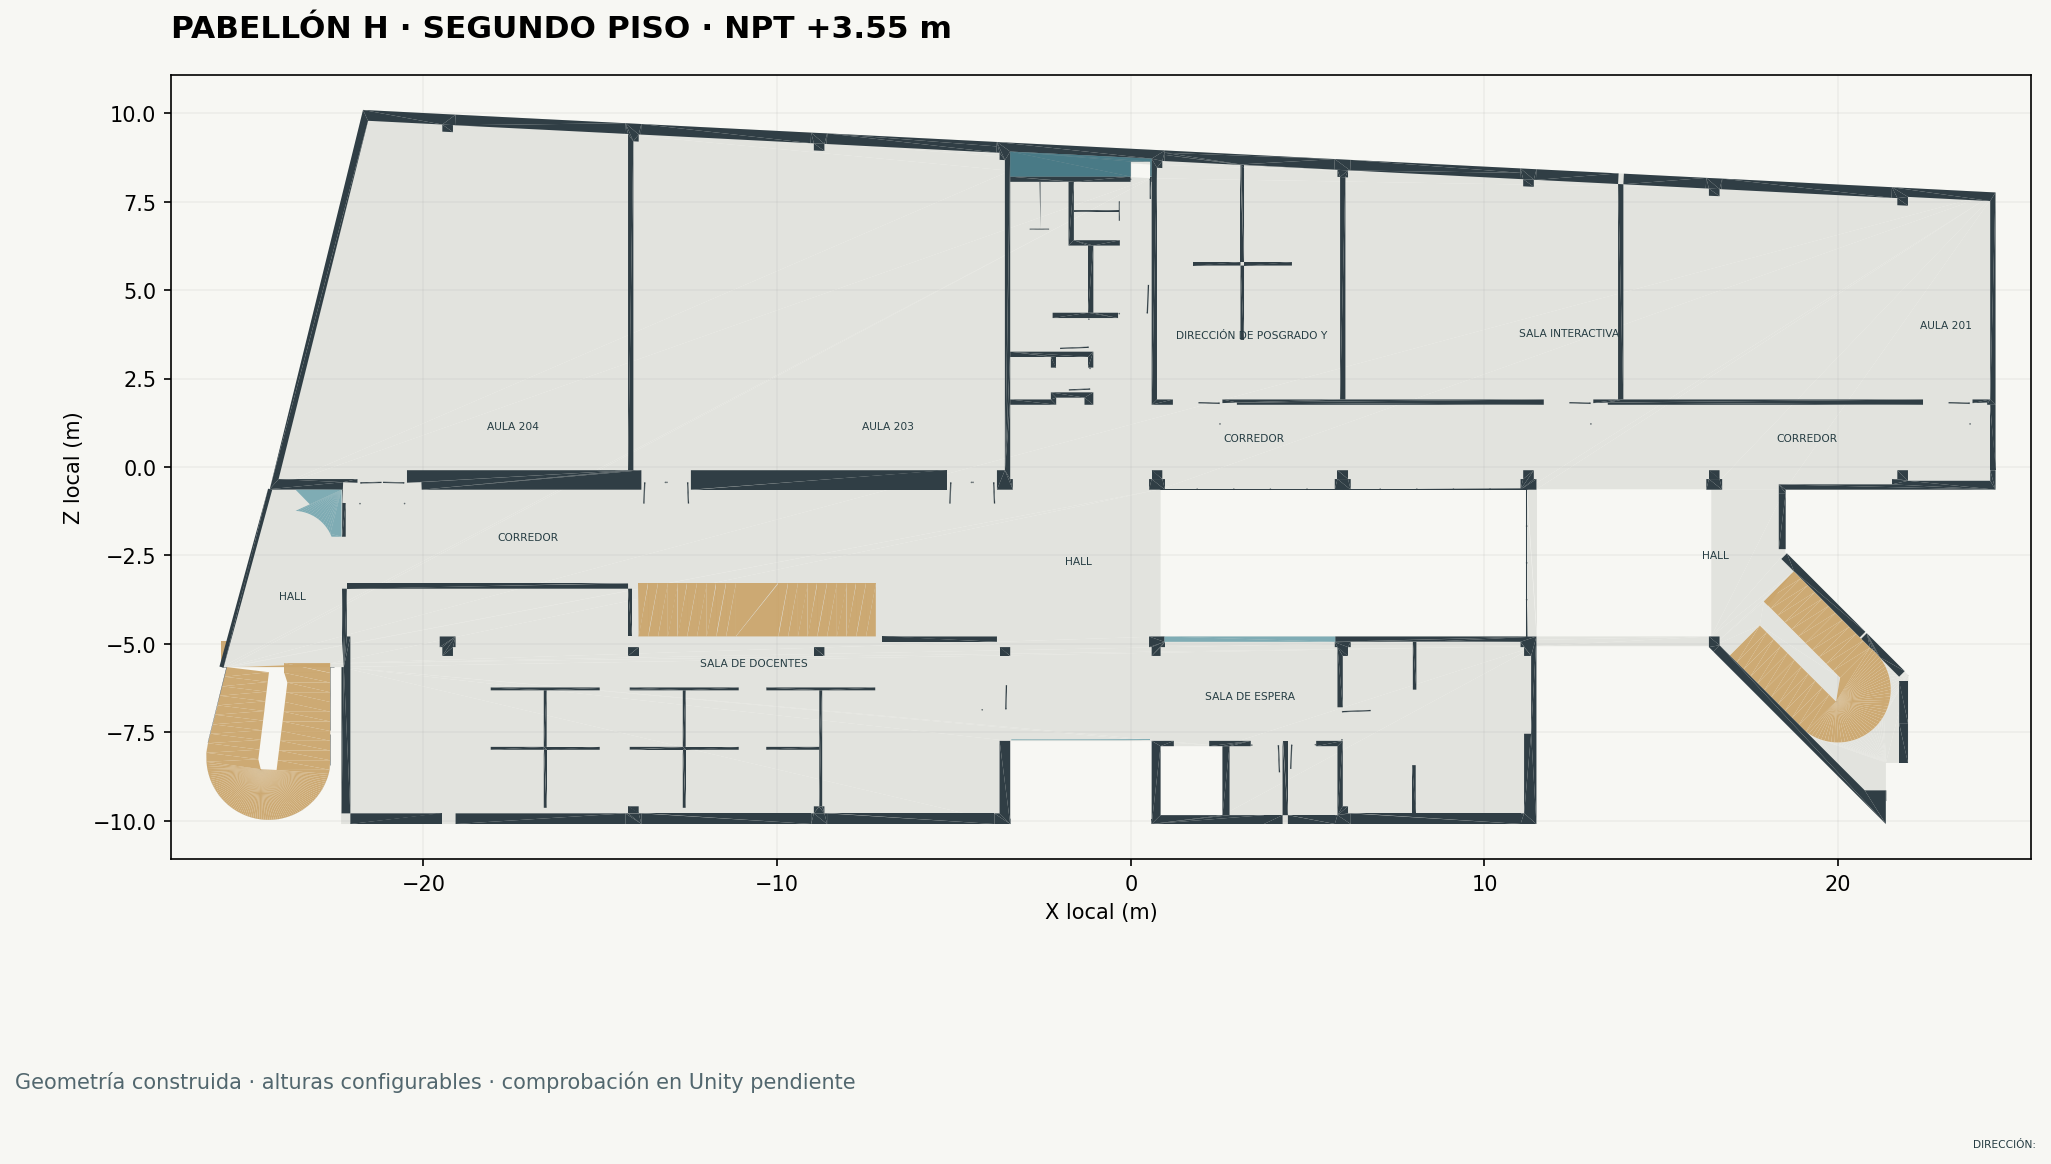 PABELLÓN H · SEGUNDO PISO · NPT +3.55 m
10.0
7.5
5.0
2.5
0.0
−2.5
−5.0
−7.5
−10.0
Z local (m)
DIRECCIÓN DE POSGRADO Y
SALA INTERACTIVA
AULA 201
AULA 204
AULA 203
CORREDOR
CORREDOR
CORREDOR
HALL
HALL
HALL
SALA DE DOCENTES
SALA DE ESPERA
−20
−10
0
10
20
X local (m)
Geometría construida · alturas configurables · comprobación en Unity pendiente
DIRECCIÓN: